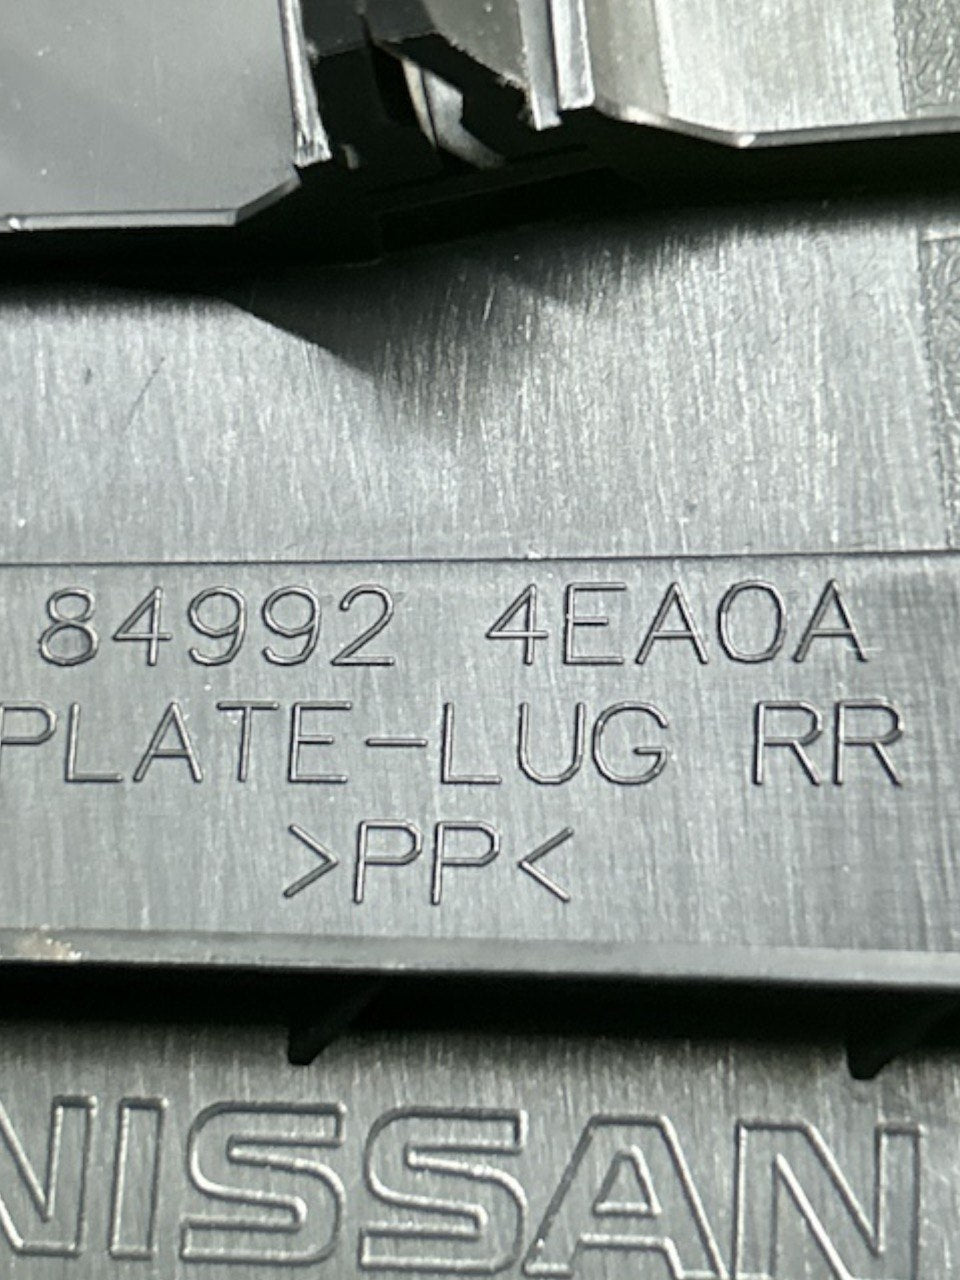 84992 4EA0A
PLATE-LUG RR
>PP<
NISSAN